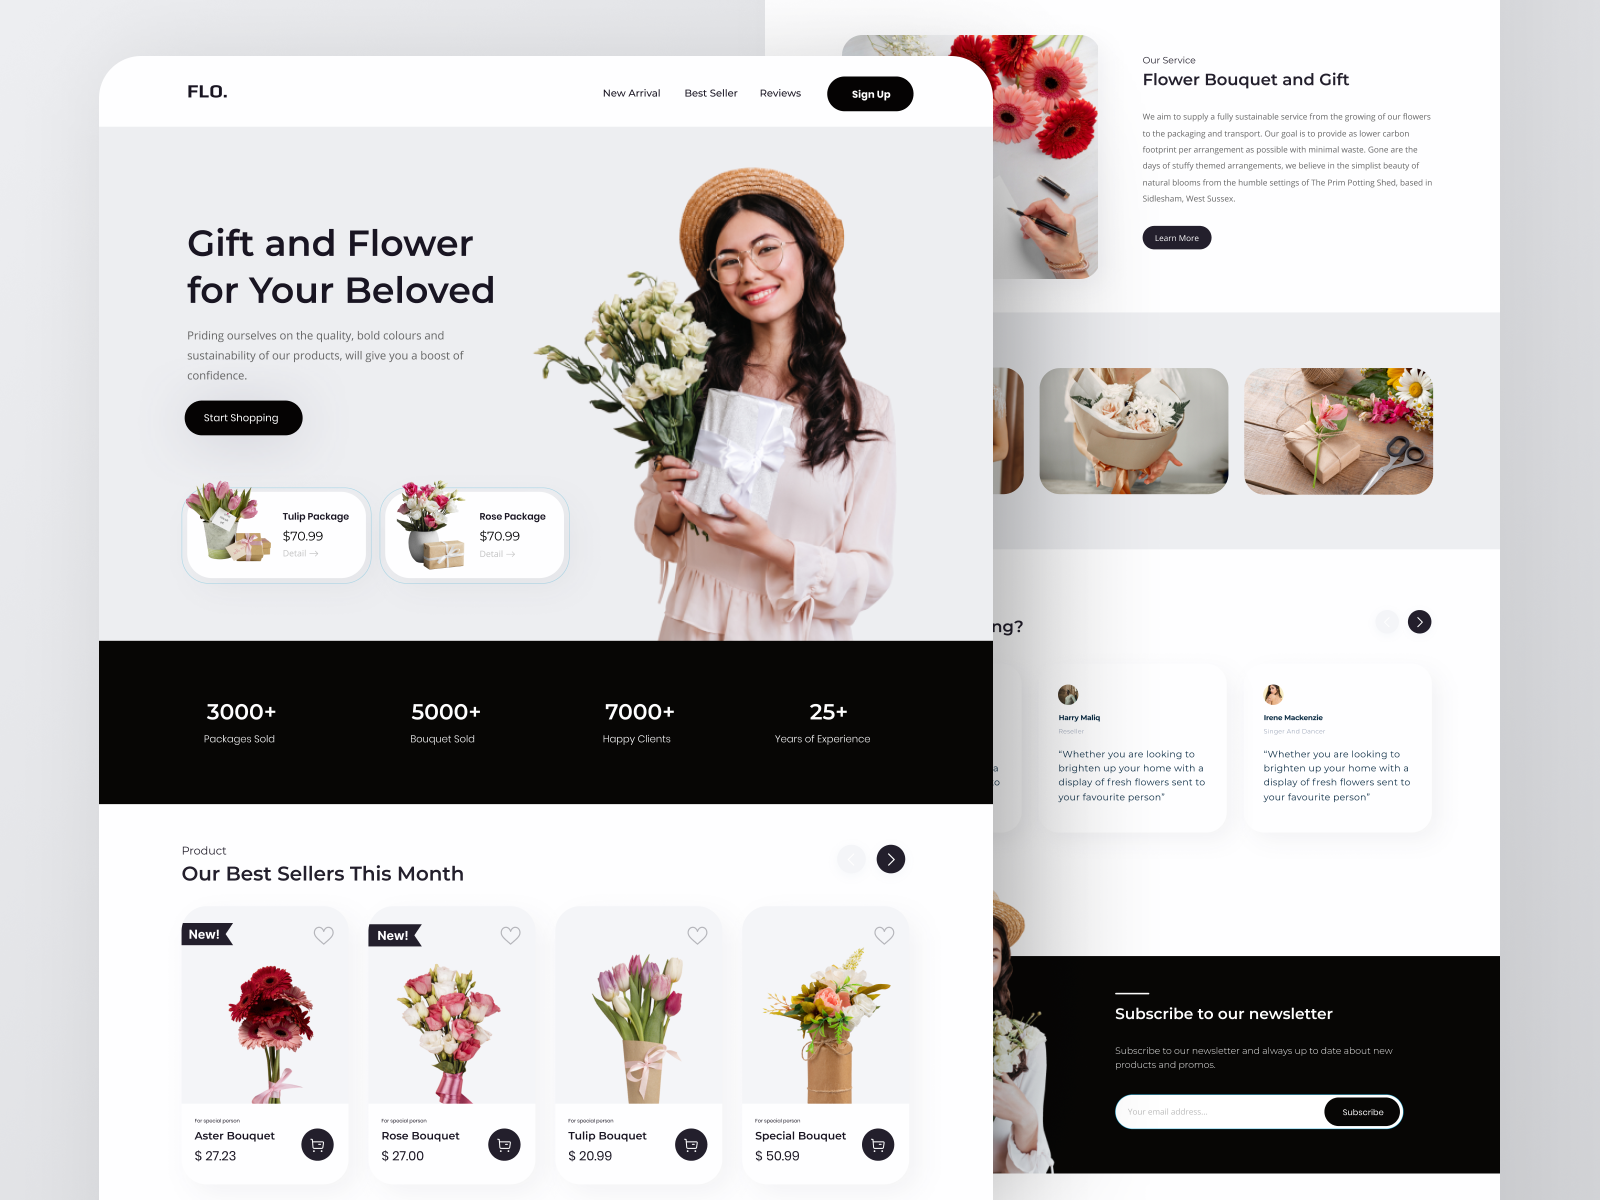 FLO.
New Arrival
Best Seller
Reviews
Sign Up
Gift and Flower
for Your Beloved
Priding ourselves on the quality, bold colours and
sustainability of our products, will give you a boost of
confidence.
Start Shopping
Tulip Package
$70.99
Detail →
Rose Package
$70.99
Detail →
3000+
Packages Sold
5000+
Bouquet Sold
7000+
Happy Clients
25+
Years of Experience
Product
Our Best Sellers This Month
New!
For special person
Aster Bouquet
$ 27.23
New!
For special person
Rose Bouquet
$ 27.00
For special person
Tulip Bouquet
$ 20.99
For special person
Special Bouquet
$ 50.99
Our Service
Flower Bouquet and Gift
We aim to supply a fully sustainable service from the growing of our flowers
to the packaging and transport. Our goal is to provide as lower carbon
footprint per arrangement as possible with minimal waste. Gone are the
days of stuffy themed arrangements, we believe in the simplist beauty of
natural blooms from the humble settings of The Prim Potting Shed, based in
Sidlesham, West Sussex.
Learn More
ng?
a
o
Harry Maliq
Reseller
“Whether you are looking to
brighten up your home with a
display of fresh flowers sent to
your favourite person”
Irene Mackenzie
Singer And Dancer
“Whether you are looking to
brighten up your home with a
display of fresh flowers sent to
your favourite person”
Subscribe to our newsletter
Subscribe to our newsletter and always up to date about new
products and promos.
Your email address...
Subscribe